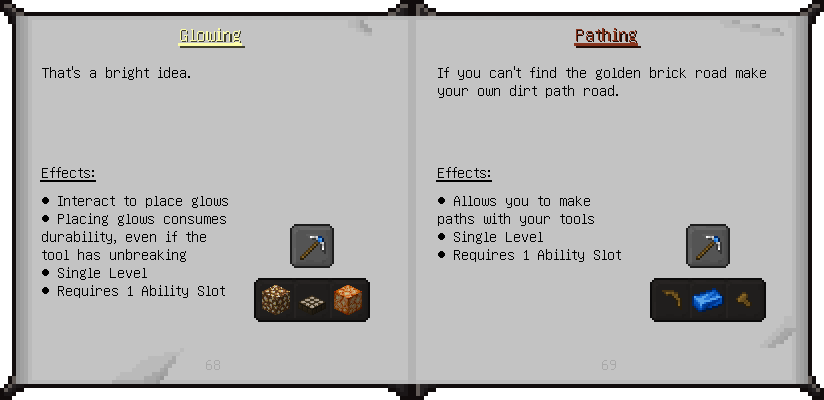 Glowing
That's a bright idea.
Effects:
• Interact to place glows
• Placing glows consumes
durability, even if the
tool has unbreaking
• Single Level
• Requires 1 Ability Slot
68
Pathing
If you can't find the golden brick road make
your own dirt path road.
Effects:
• Allows you to make
paths with your tools
• Single Level
• Requires 1 Ability Slot
69